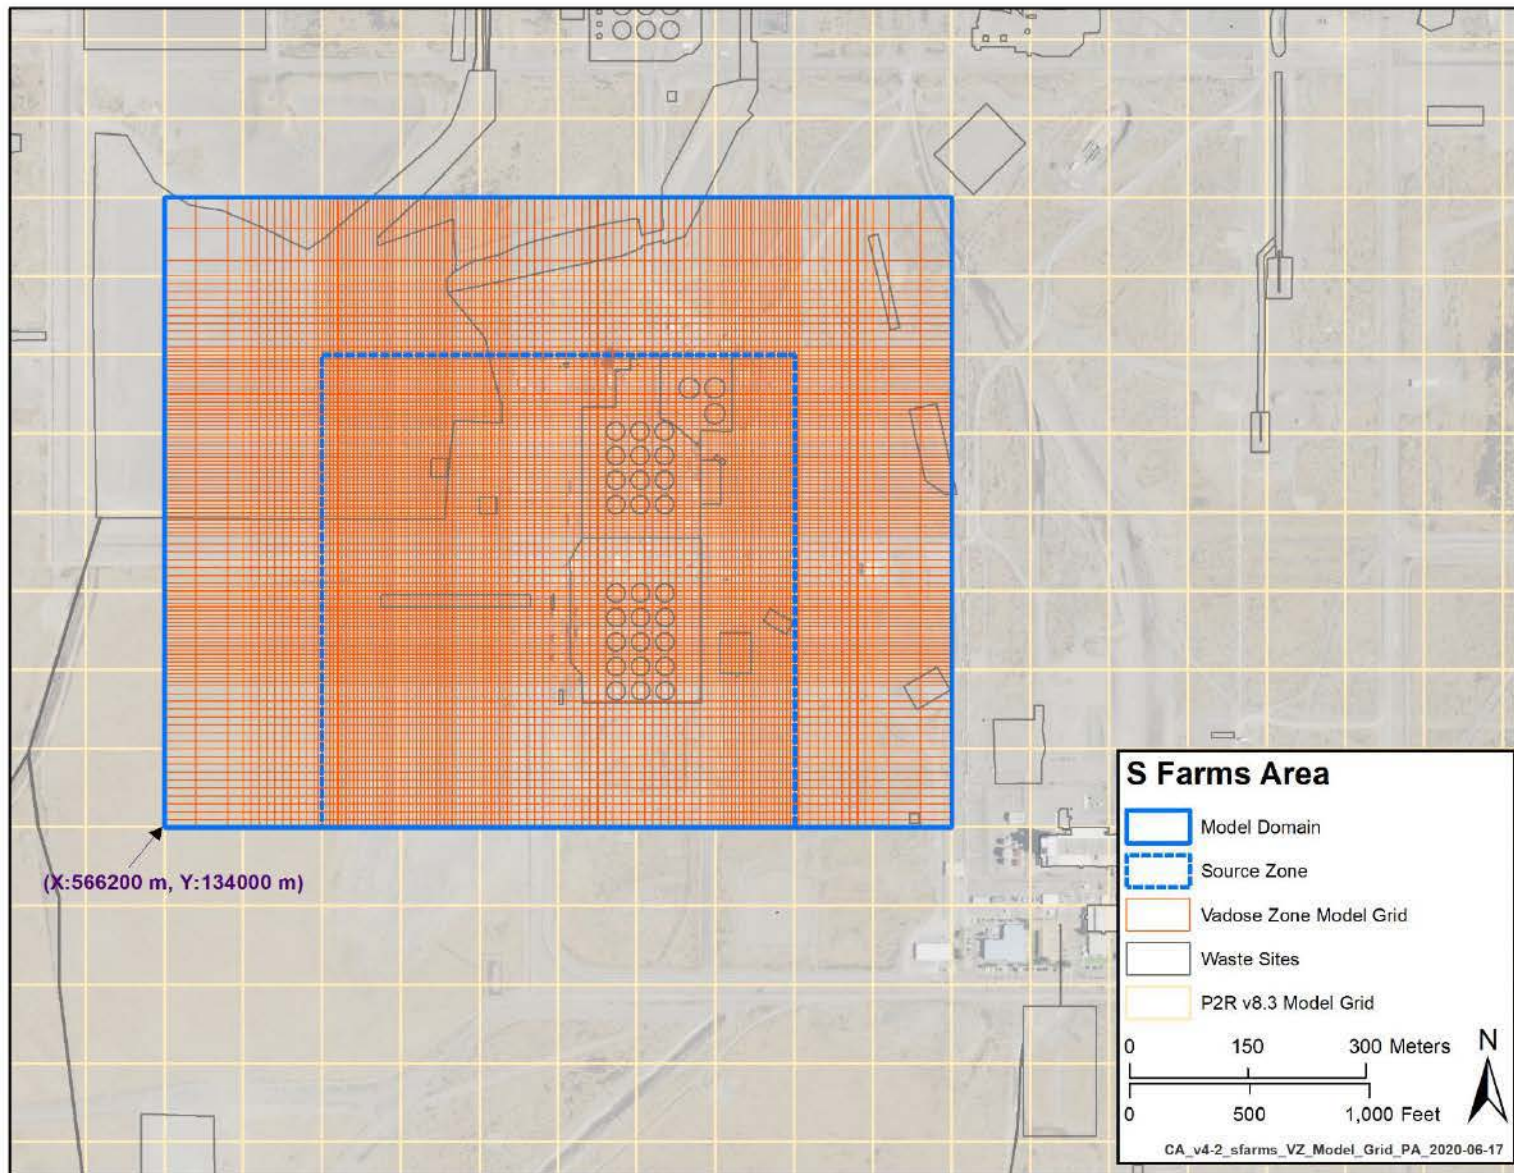 (X:566200 m, Y:134000 m)
S Farms Area
Model Domain
Source Zone
Vadose Zone Model Grid
Waste Sites
P2R v8.3 Model Grid
0 150 300 Meters
0 500 1,000 Feet
N
CA_v4-2_sfarms_VZ_Model_Grid_PA_2020-06-17